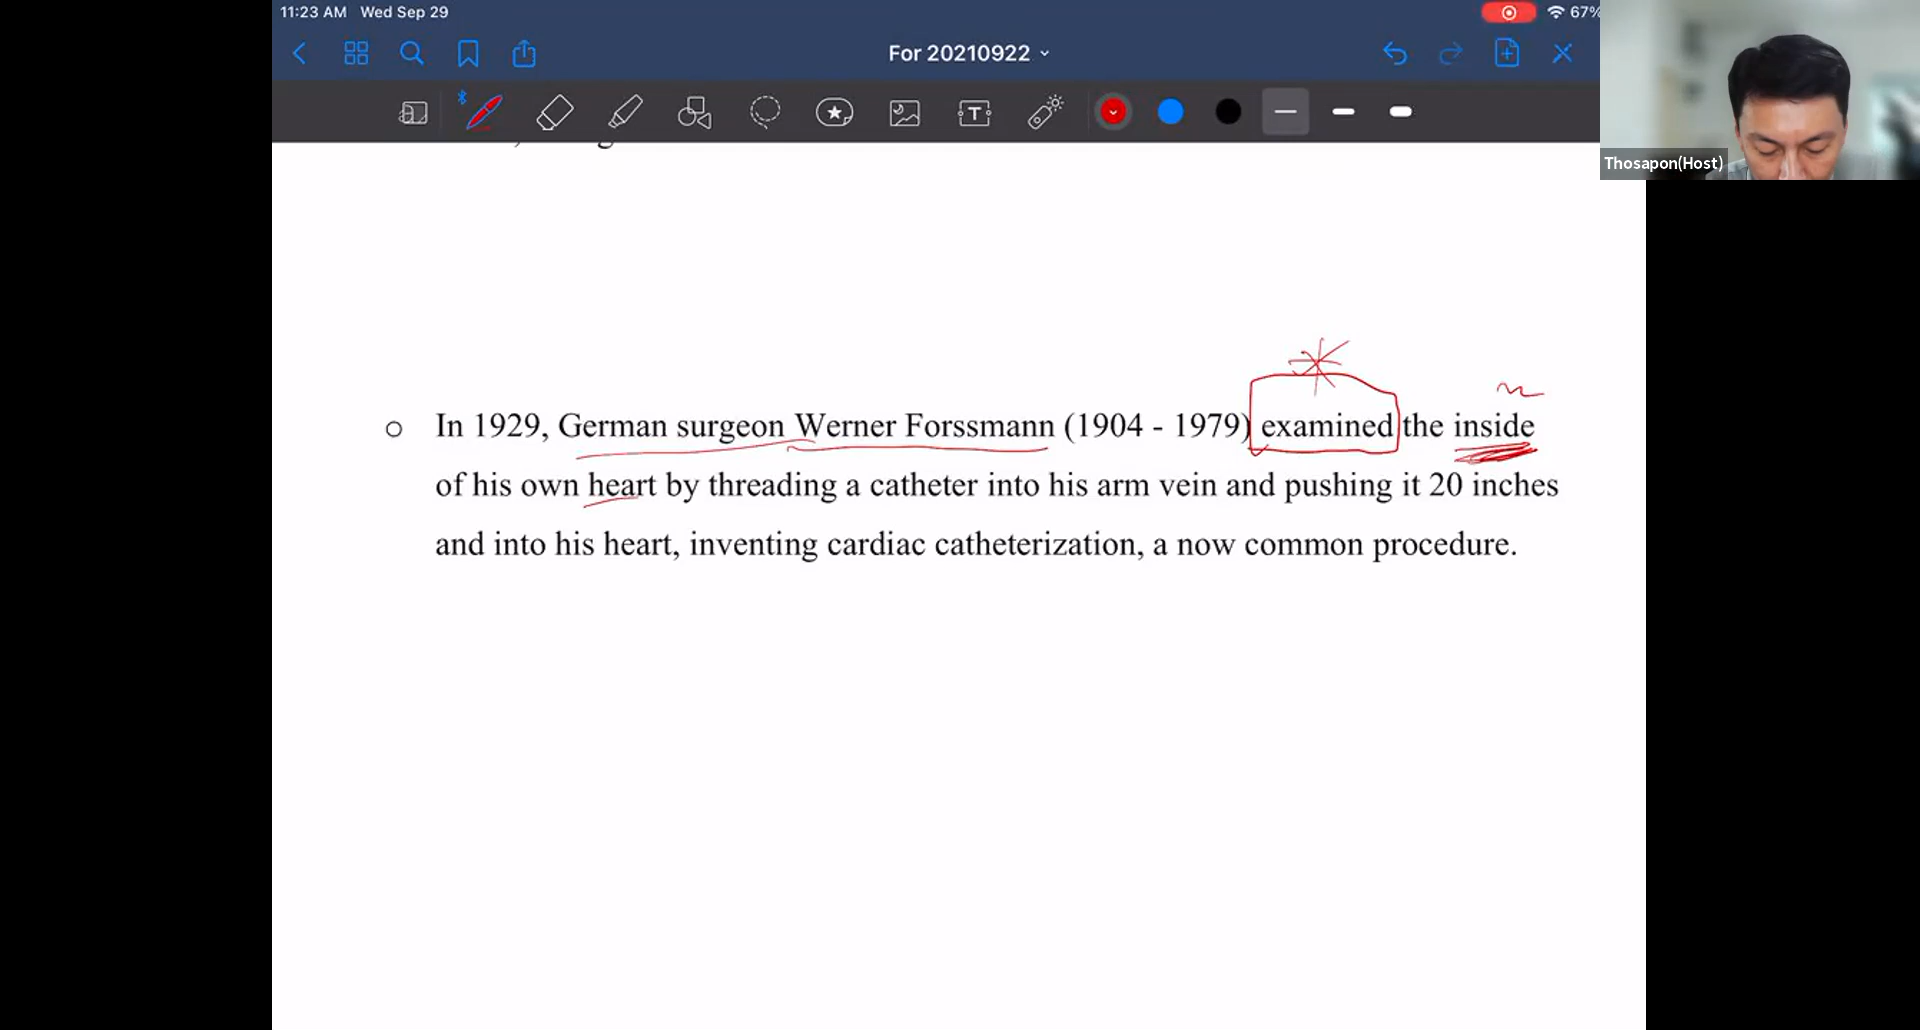 11:23 AM Wed Sep 29
67%
For 20210922
T
Thosapon(Host)
In 1929, German surgeon Werner Forssmann (1904 - 1979) examined the inside
n
of his own heart by threading a catheter into his arm vein and pushing it 20 inches
and into his heart, inventing cardiac catheterization, a now common procedure.